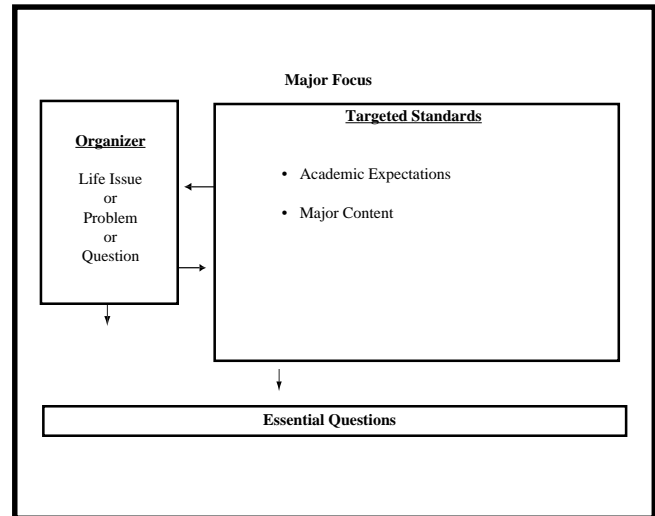 Major Focus
Organizer
Life Issue
or
Problem
or
Question
Targeted Standards
• Academic Expectations
• Major Content
Essential Questions